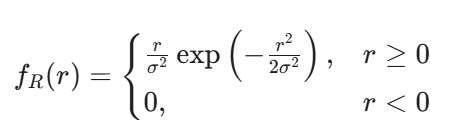 f_R(r) = { r/σ² exp(−r²/2σ²), r ≥ 0
0, r < 0